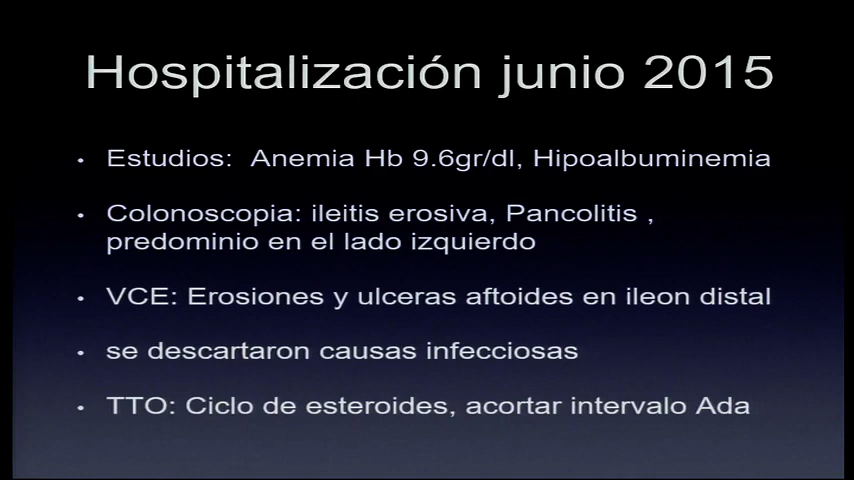 Hospitalización junio 2015
• Estudios: Anemia Hb 9.6gr/dl, Hipoalbuminemia
• Colonoscopia: ileitis erosiva, Pancolitis ,
predominio en el lado izquierdo
• VCE: Erosiones y ulceras aftoides en ileon distal
• se descartaron causas infecciosas
• TTO: Ciclo de esteroides, acortar intervalo Ada